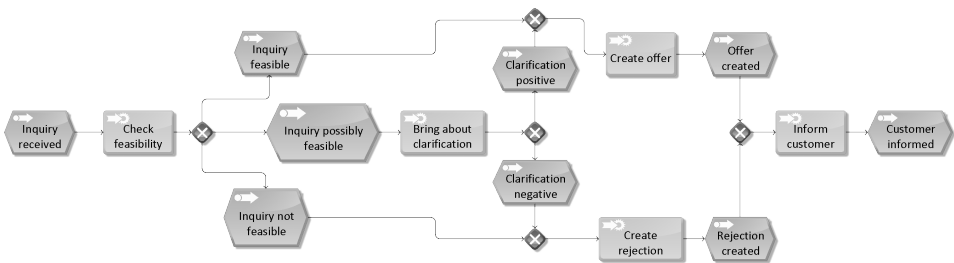 Inquiry
received
Check
feasibility
Inquiry
feasible
Inquiry possibly
feasible
Inquiry not
feasible
Bring about
clarification
Clarification
positive
Clarification
negative
Create offer
Create
rejection
Offer
created
Rejection
created
Inform
customer
Customer
informed